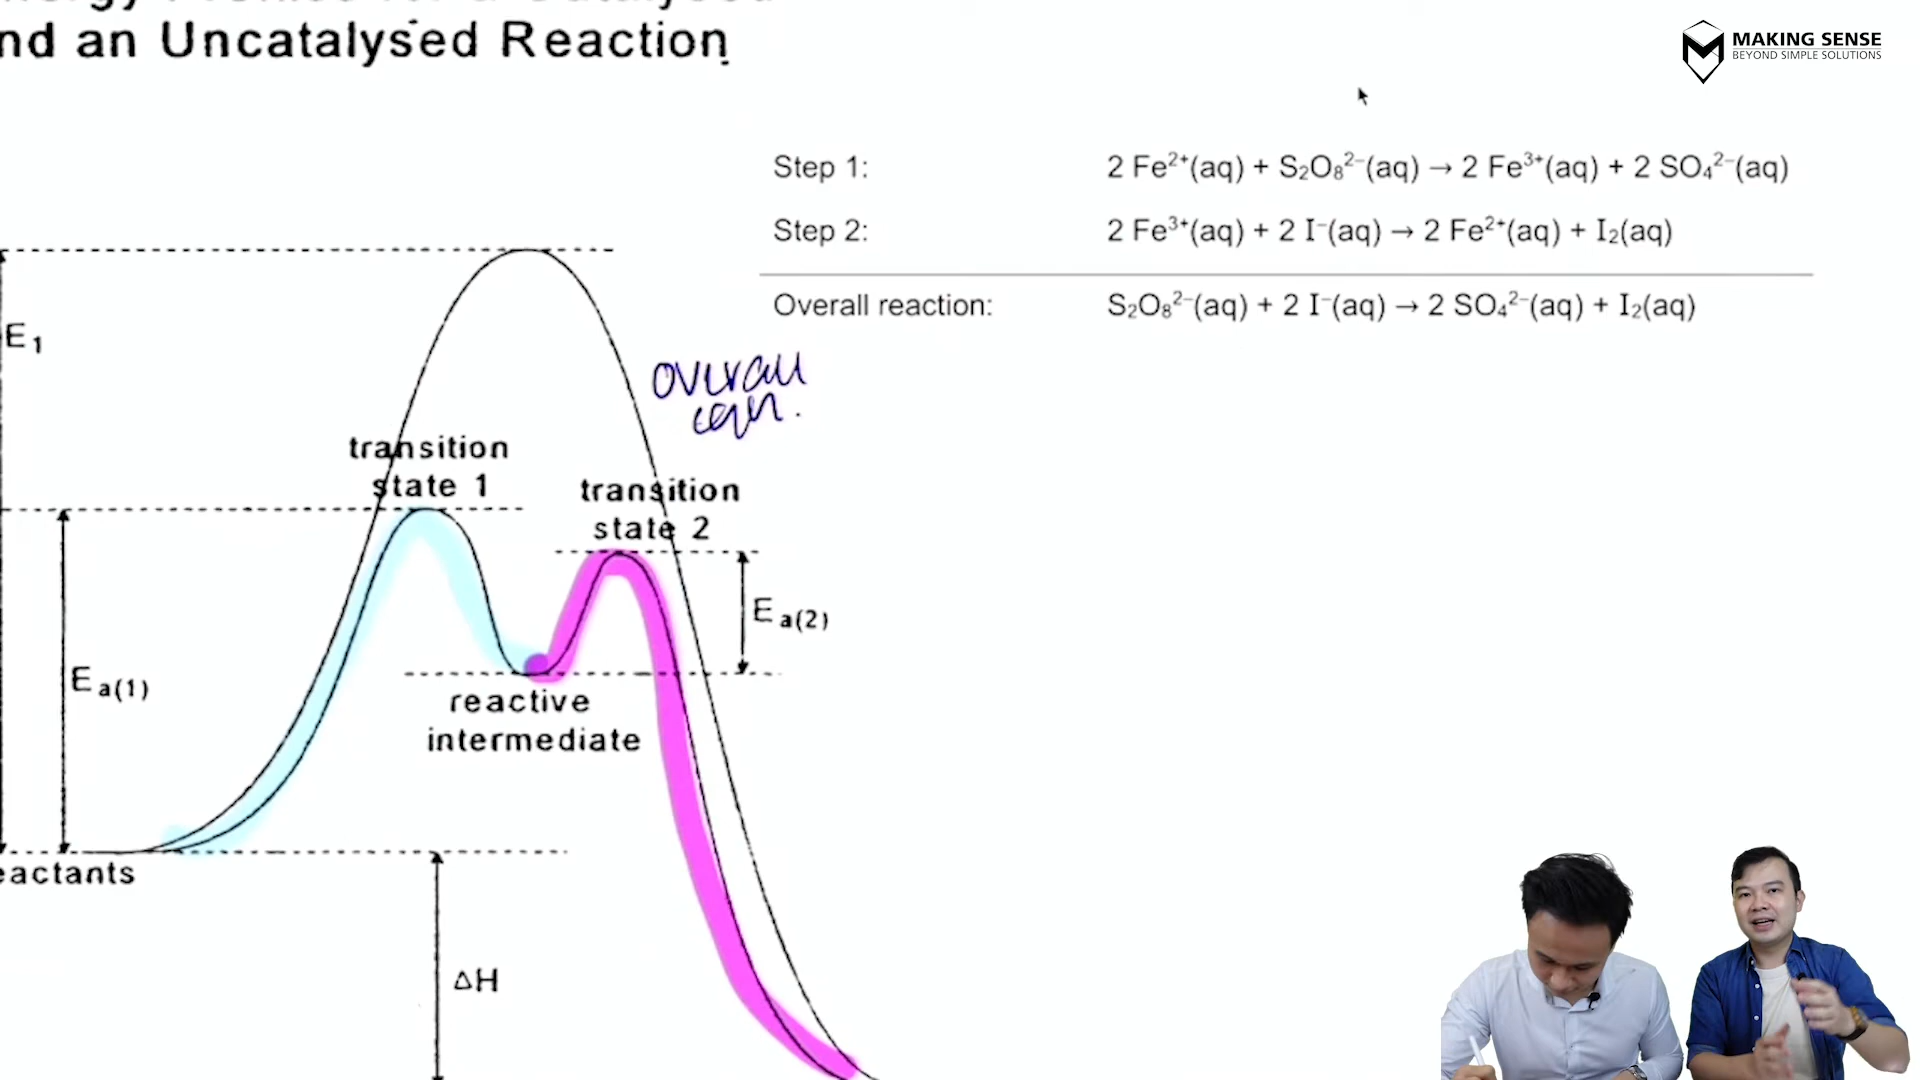 nd an Uncatalysed Reaction
MAKING SENSE
BEYOND SIMPLE SOLUTIONS
Step 1: 2 Fe²⁺(aq) + S₂O₈²⁻(aq) → 2 Fe³⁺(aq) + 2 SO₄²⁻(aq)
Step 2: 2 Fe³⁺(aq) + 2 I⁻(aq) → 2 Fe²⁺(aq) + I₂(aq)
Overall reaction: S₂O₈²⁻(aq) + 2 I⁻(aq) → 2 SO₄²⁻(aq) + I₂(aq)
E₁
overall
eqn.
transition
state 1
transition
state 2
E a(2)
E a(1)
reactive
intermediate
eactants
ΔH